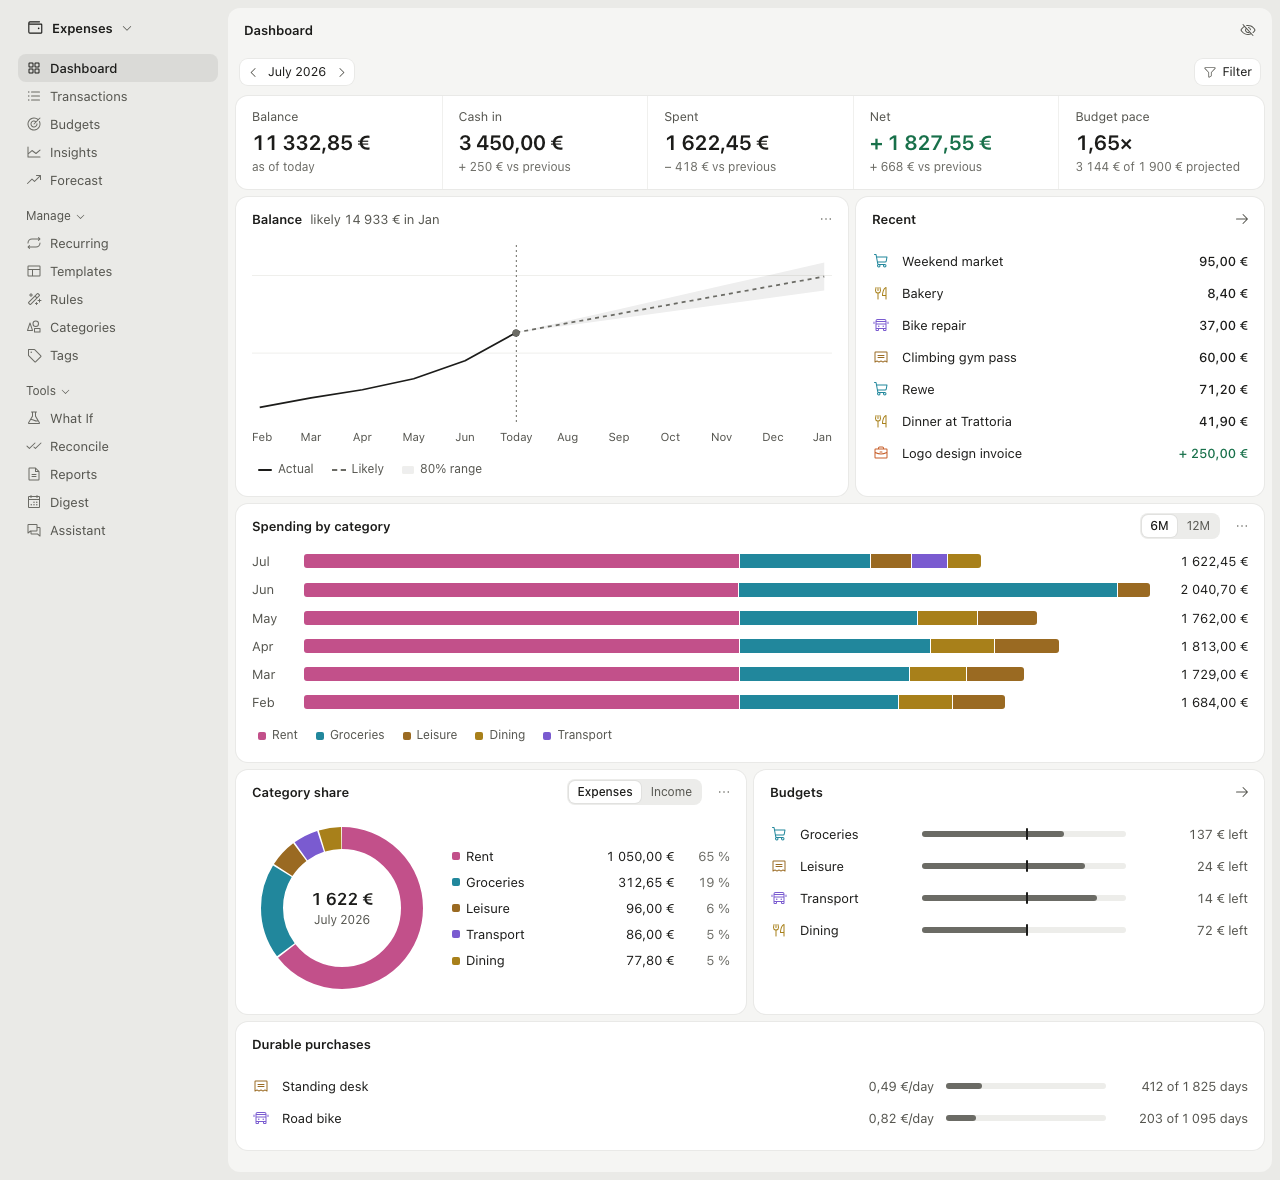 Expenses
Dashboard
Transactions
Budgets
Insights
Forecast
Manage
Recurring
Templates
Rules
Categories
Tags
Tools
What If
Reconcile
Reports
Digest
Assistant
Dashboard
July 2026
Filter
Balance
11 332,85 €
as of today
Cash in
3 450,00 €
+ 250 € vs previous
Spent
1 622,45 €
– 418 € vs previous
Net
+ 1 827,55 €
+ 668 € vs previous
Budget pace
1,65×
3 144 € of 1 900 € projected
Balance likely 14 933 € in Jan
Feb Mar Apr May Jun Today Aug Sep Oct Nov Dec Jan
Actual Likely 80% range
Recent
Weekend market 95,00 €
Bakery 8,40 €
Bike repair 37,00 €
Climbing gym pass 60,00 €
Rewe 71,20 €
Dinner at Trattoria 41,90 €
Logo design invoice + 250,00 €
Spending by category
6M 12M
Jul 1 622,45 €
Jun 2 040,70 €
May 1 762,00 €
Apr 1 813,00 €
Mar 1 729,00 €
Feb 1 684,00 €
Rent Groceries Leisure Dining Transport
Category share
Expenses Income
1 622 €
July 2026
Rent 1 050,00 € 65 %
Groceries 312,65 € 19 %
Leisure 96,00 € 6 %
Transport 86,00 € 5 %
Dining 77,80 € 5 %
Budgets
Groceries 137 € left
Leisure 24 € left
Transport 14 € left
Dining 72 € left
Durable purchases
Standing desk 0,49 €/day 412 of 1 825 days
Road bike 0,82 €/day 203 of 1 095 days